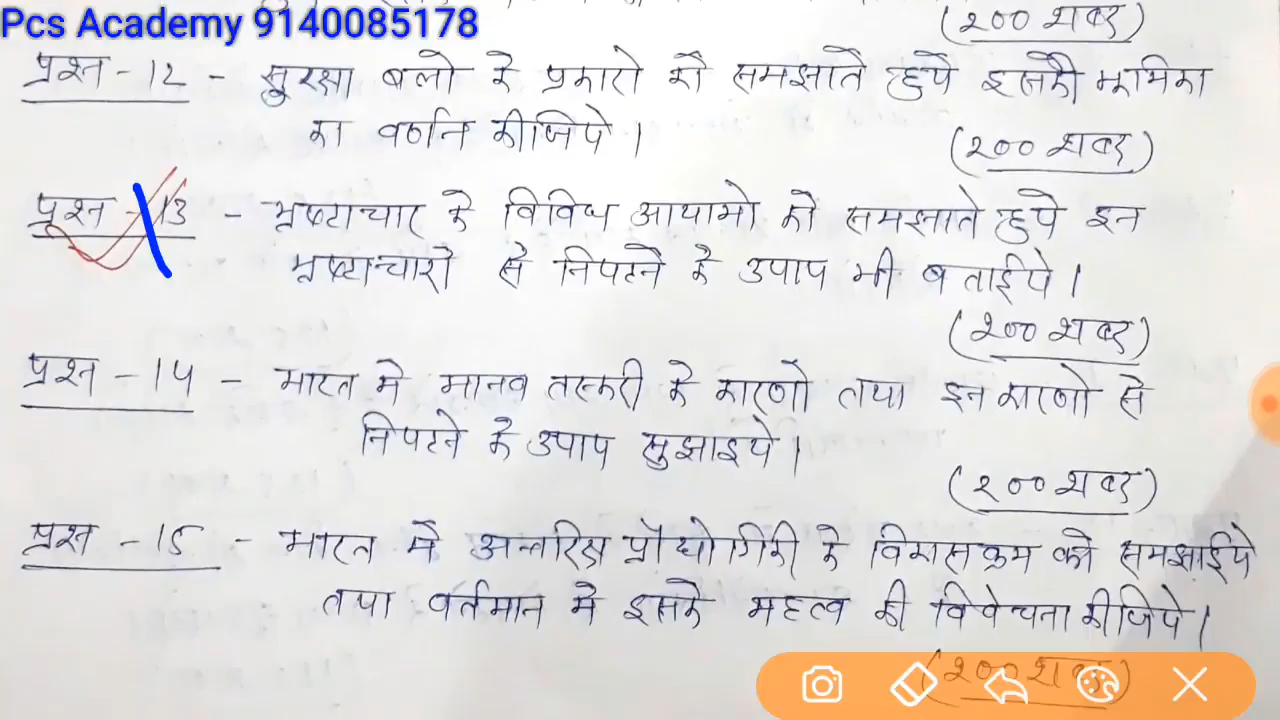 Pcs Academy 9140085178
(200 शब्द)
प्रश्न -12 - सुरक्षा बलो के प्रकारो को समझाते हुये इसकी भूमिका
का वर्णन कीजिये।
(200 शब्द)
प्रश्न -13 - भ्रष्टाचार के विविध आयामो को समझाते हुये इन
भ्रष्टाचारो से निपटने के उपाय भी बताईये।
(200 शब्द)
प्रश्न -14 - भारत मे मानव तस्करी के कारणो तथा इन कारणो से
निपटने के उपाय सुझाइये।
(200 शब्द)
प्रश्न -15 - भारत मे अन्तरिक्ष प्रौद्योगिकी के विकासक्रम को समझाईये
तथा वर्तमान मे इसके महत्व की विवेचना कीजिये।
(200 शब्द)